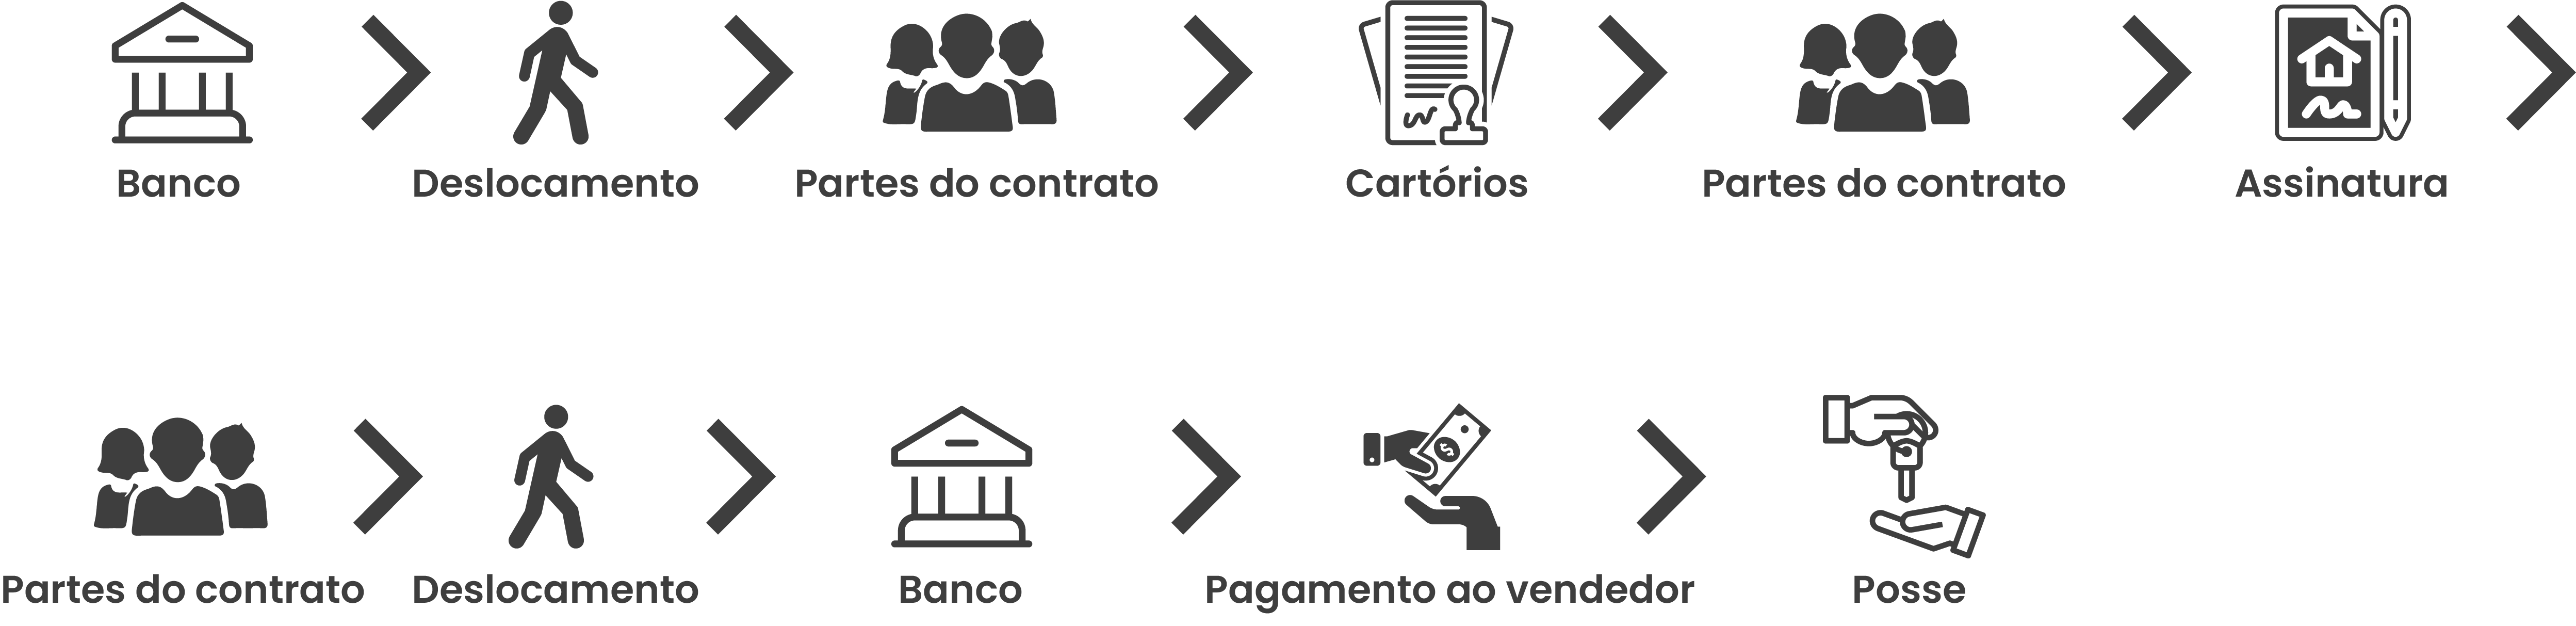 Banco
Deslocamento
Partes do contrato
Cartórios
Partes do contrato
Assinatura
Partes do contrato
Deslocamento
Banco
Pagamento ao vendedor
Posse